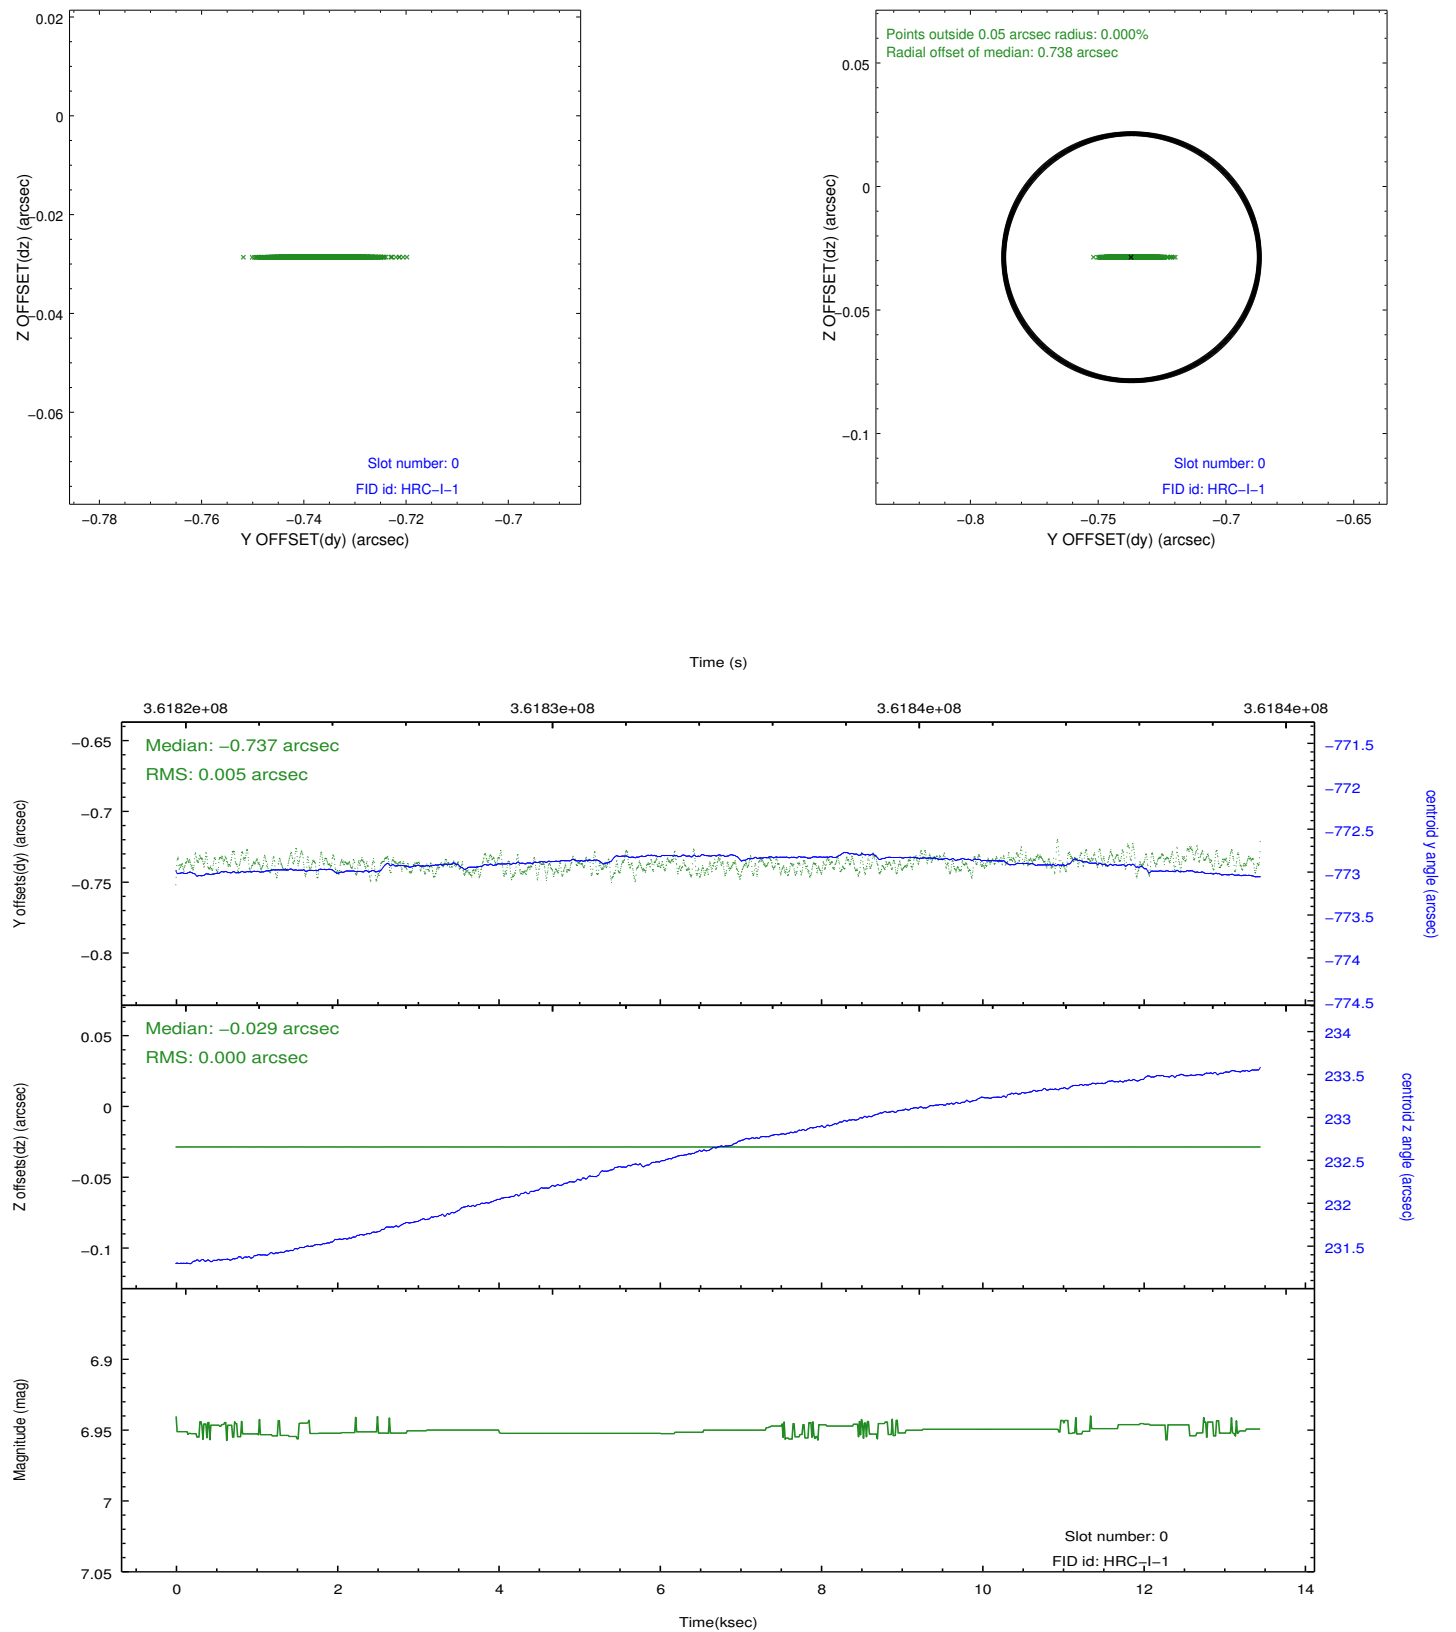 0.02
0
−0.02
−0.04
−0.06
Z OFFSET(dz) (arcsec)
Slot number: 0
FID id: HRC−I−1
−0.78 −0.76 −0.74 −0.72 −0.7
Y OFFSET(dy) (arcsec)
Points outside 0.05 arcsec radius: 0.000%
Radial offset of median: 0.738 arcsec
0.05
0
−0.05
−0.1
Z OFFSET(dz) (arcsec)
Slot number: 0
FID id: HRC−I−1
−0.8 −0.75 −0.7 −0.65
Y OFFSET(dy) (arcsec)
Time (s)
3.6182e+08 3.6183e+08 3.6184e+08 3.6184e+08
Median: −0.737 arcsec
RMS: 0.005 arcsec
−0.65
−0.7
−0.75
−0.8
Y offsets(dy) (arcsec)
−771.5
−772
−772.5
−773
−773.5
−774
−774.5
centroid y angle (arcsec)
Median: −0.029 arcsec
RMS: 0.000 arcsec
0.05
0
−0.05
−0.1
Z offsets(dz) (arcsec)
234
233.5
233
232.5
232
231.5
centroid z angle (arcsec)
6.9
6.95
7
7.05
Magnitude (mag)
Slot number: 0
FID id: HRC−I−1
0 2 4 6 8 10 12 14
Time(ksec)